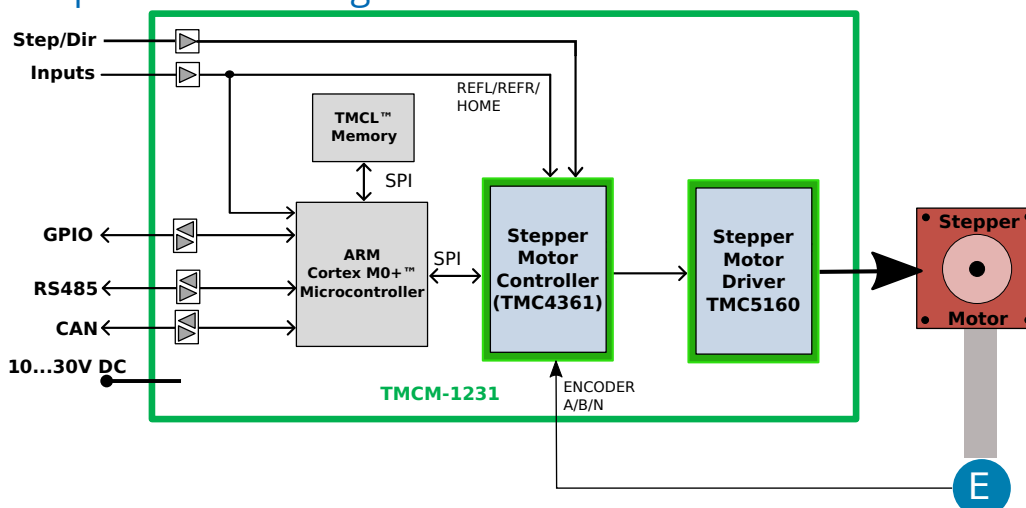 Step/Dir
Inputs
REFL/REFR/
HOME
TMCL™
Memory
SPI
GPIO
RS485
CAN
10...30V DC
ARM
Cortex M0+™
Microcontroller
SPI
Stepper
Motor
Controller
(TMC4361)
Stepper
Motor
Driver
TMC5160
Stepper
Motor
TMCM-1231
ENCODER
A/B/N
E